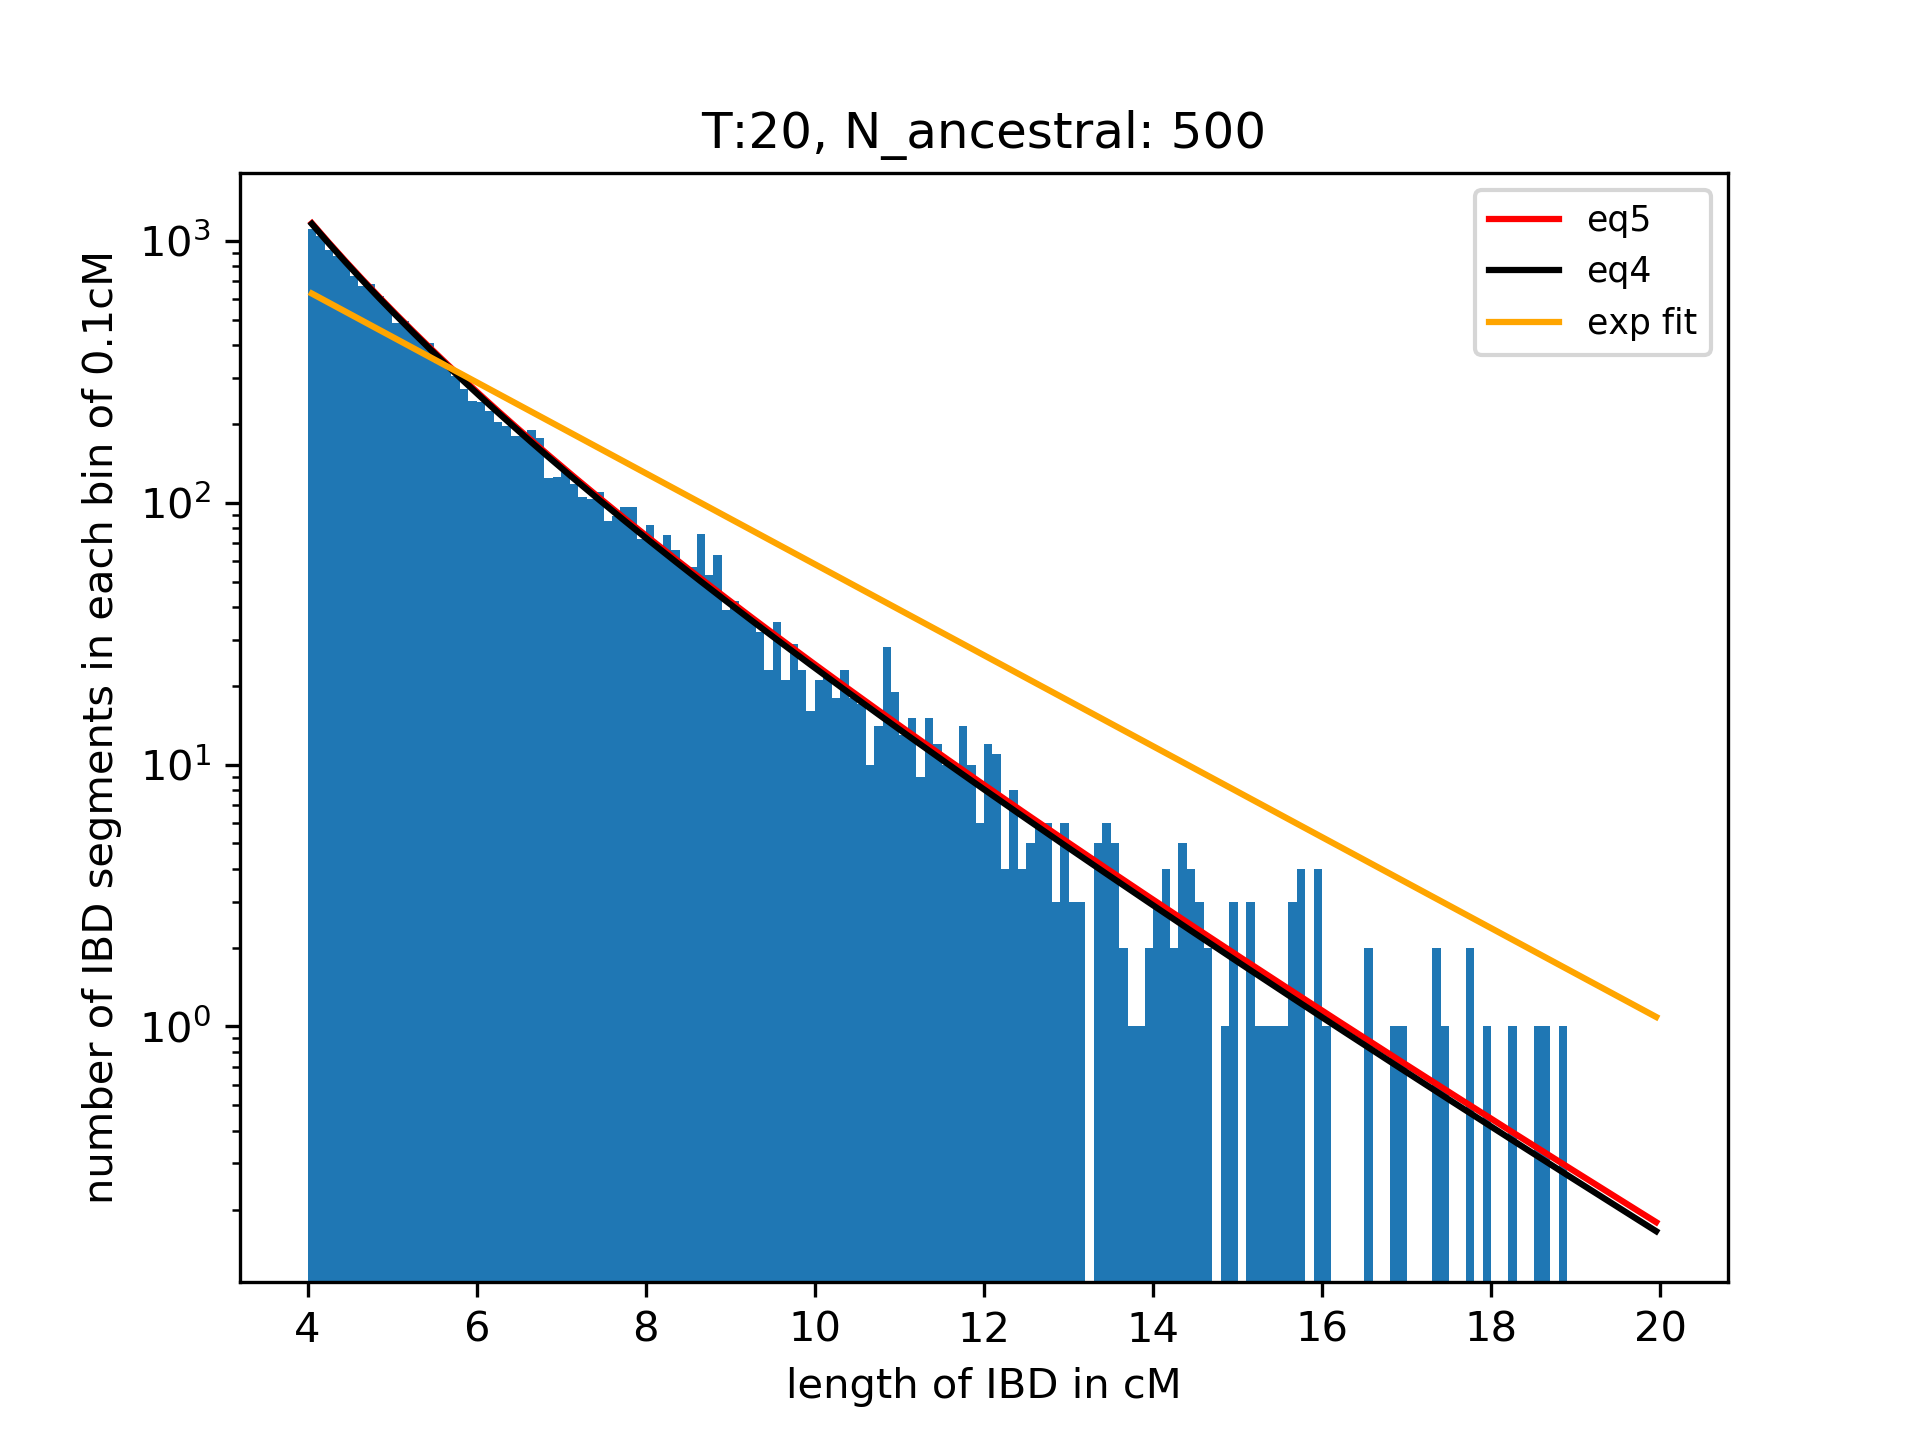 T:20, N_ancestral: 500
eq5
eq4
exp fit
number of IBD segments in each bin of 0.1cM
10³
10²
10¹
10⁰
4 6 8 10 12 14 16 18 20
length of IBD in cM